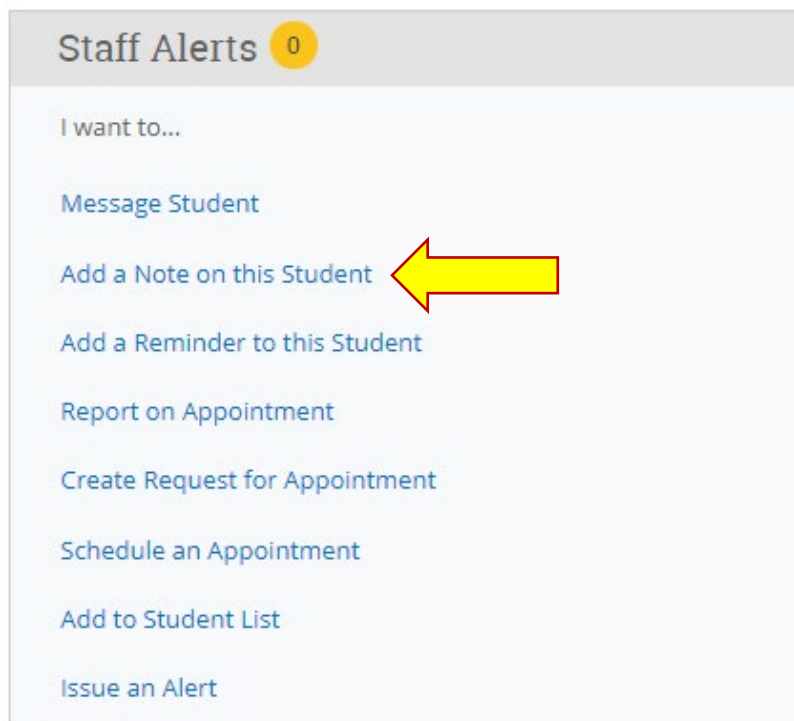 Staff Alerts 0
I want to...
Message Student
Add a Note on this Student
Add a Reminder to this Student
Report on Appointment
Create Request for Appointment
Schedule an Appointment
Add to Student List
Issue an Alert